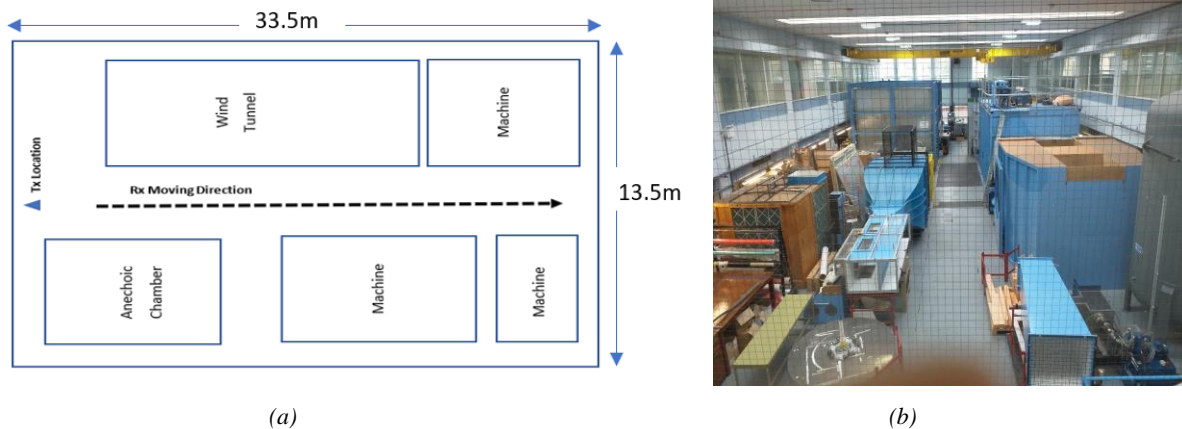 33.5m
Wind
Tunnel
Machine
Tx Location
Rx Moving Direction
13.5m
Anechoic
Chamber
Machine
Machine
(a)
(b)